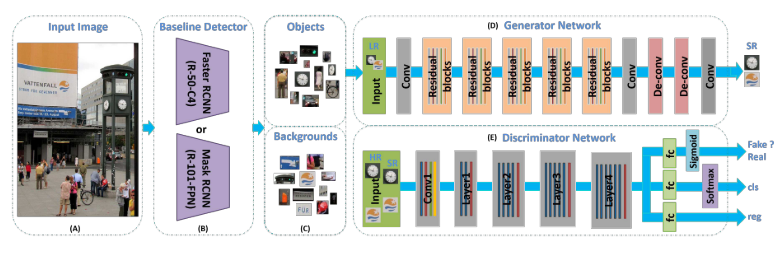 Input Image
Baseline Detector
Objects
(D) Generator Network
VATTENFALL
Faster RCNN
(R-50-C4)
or
Mask RCNN
(R-101-FPN)
Backgrounds
FUß
LR
Input
Conv
Residual
blocks
Residual
blocks
Residual
blocks
Residual
blocks
Residual
blocks
Conv
De-conv
De-conv
Conv
SR
(E) Discriminator Network
HR
SR
Input
Conv1
Layer1
Layer2
Layer3
Layer4
fc
fc
fc
Sigmoid
Softmax
Fake ?
Real
cls
reg
(A)
(B)
(C)